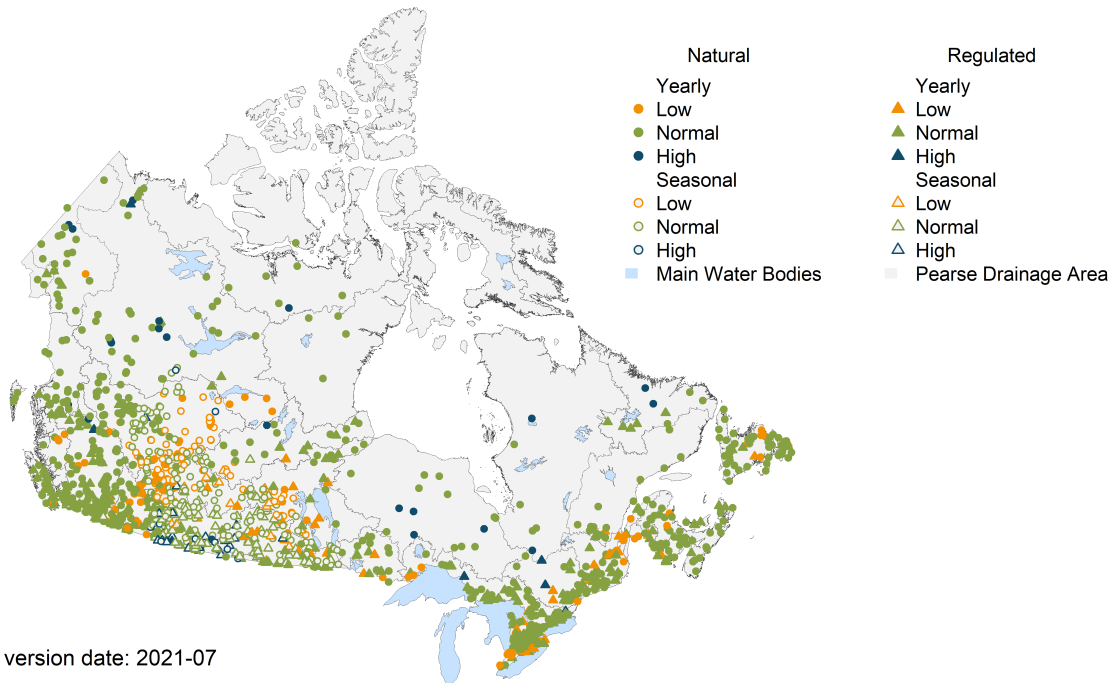 Natural
Yearly
Low
Normal
High
Seasonal
Low
Normal
High
Main Water Bodies
Regulated
Yearly
Low
Normal
High
Seasonal
Low
Normal
High
Pearse Drainage Area
version date: 2021-07